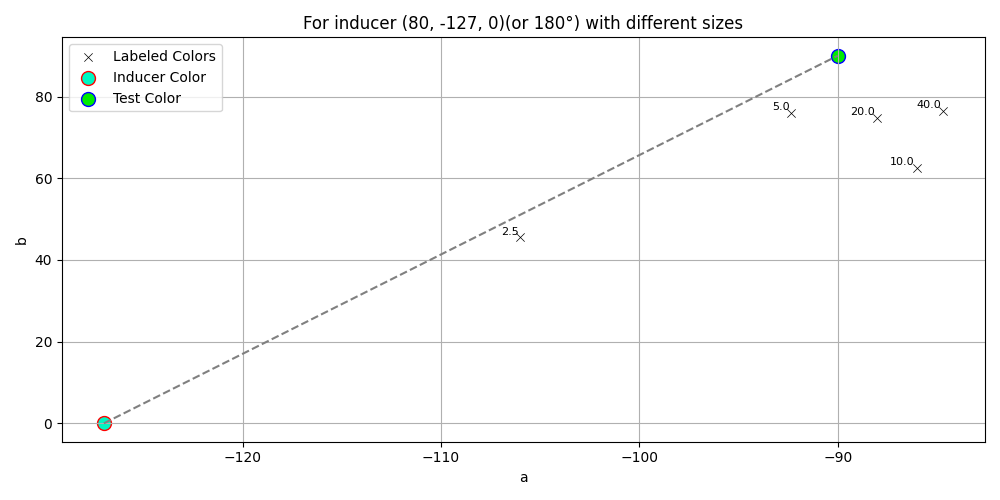 For inducer (80, -127, 0)(or 180°) with different sizes
Labeled Colors
Inducer Color
Test Color
80
60
40
20
0
b
5.0
20.0
40.0
10.0
2.5
−120
−110
−100
−90
a